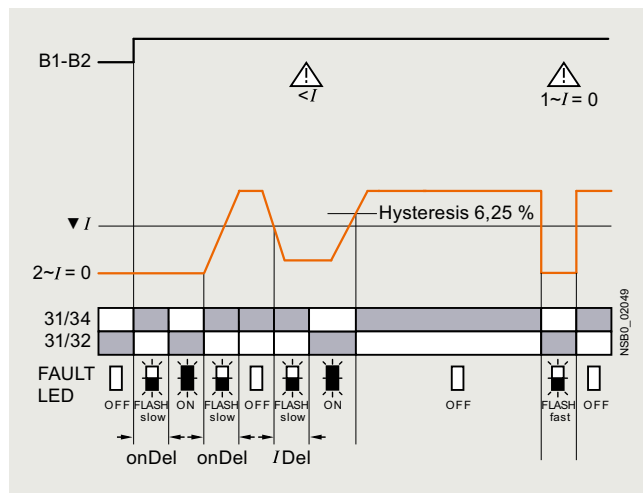 B1-B2
<I
1~I = 0
▼ I
Hysteresis 6,25 %
2~I = 0
31/34
31/32
NSB0_02049
FAULT LED
OFF
FLASH slow
ON
FLASH slow
OFF
FLASH slow
ON
OFF
FLASH fast
OFF
onDel
onDel
I Del